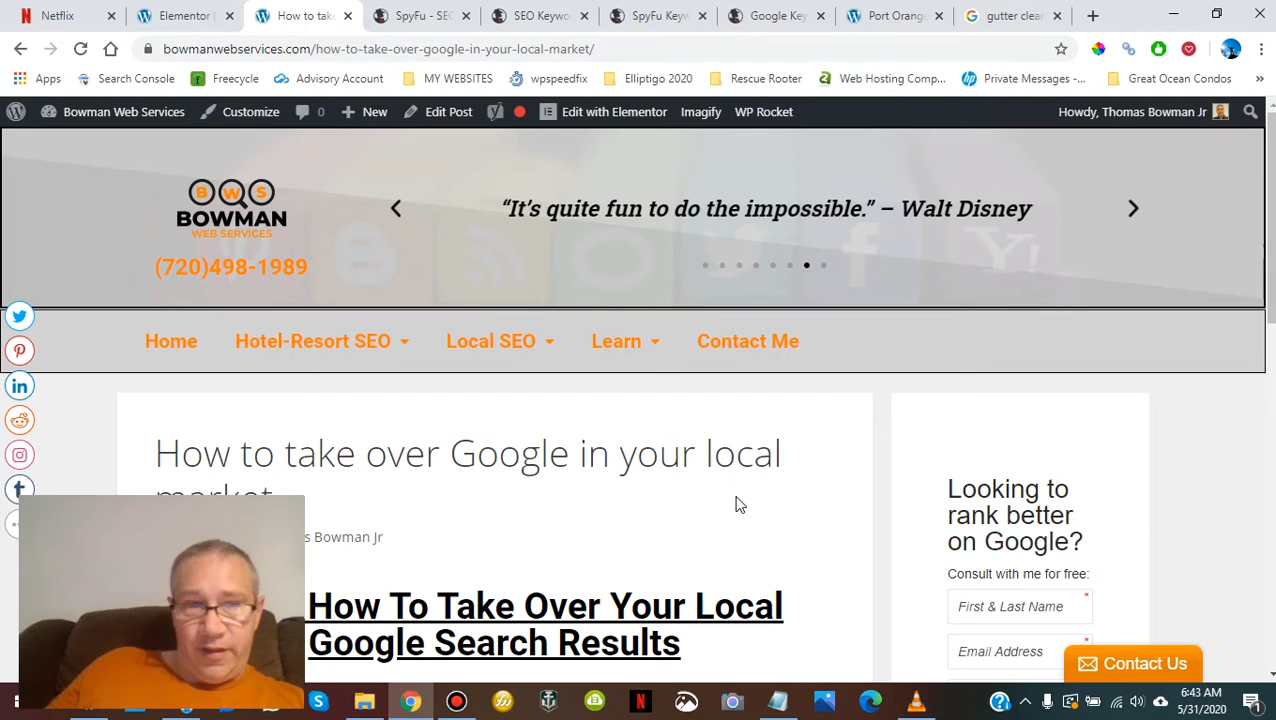 Netflix
Elementor
How to take
SpyFu - SEO
SEO Keywo
SpyFu Keyw
Google Key
Port Orang
gutter clear
bowmanwebservices.com/how-to-take-over-google-in-your-local-market/
Apps Search Console Freecycle Advisory Account MY WEBSITES wpspeedfix Elliptigo 2020 Rescue Rooter Web Hosting Comp... Private Messages -... Great Ocean Condos »
Bowman Web Services Customize 0 New Edit Post Edit with Elementor Imagify WP Rocket Howdy, Thomas Bowman Jr
B W S
BOWMAN
WEB SERVICES
(720)498-1989
“It’s quite fun to do the impossible.” – Walt Disney
Home Hotel-Resort SEO Local SEO Learn Contact Me
How to take over Google in your local
market
s Bowman Jr
How To Take Over Your Local
Google Search Results
Looking to
rank better
on Google?
Consult with me for free:
First & Last Name *
Email Address *
Contact Us
6:43 AM
5/31/2020